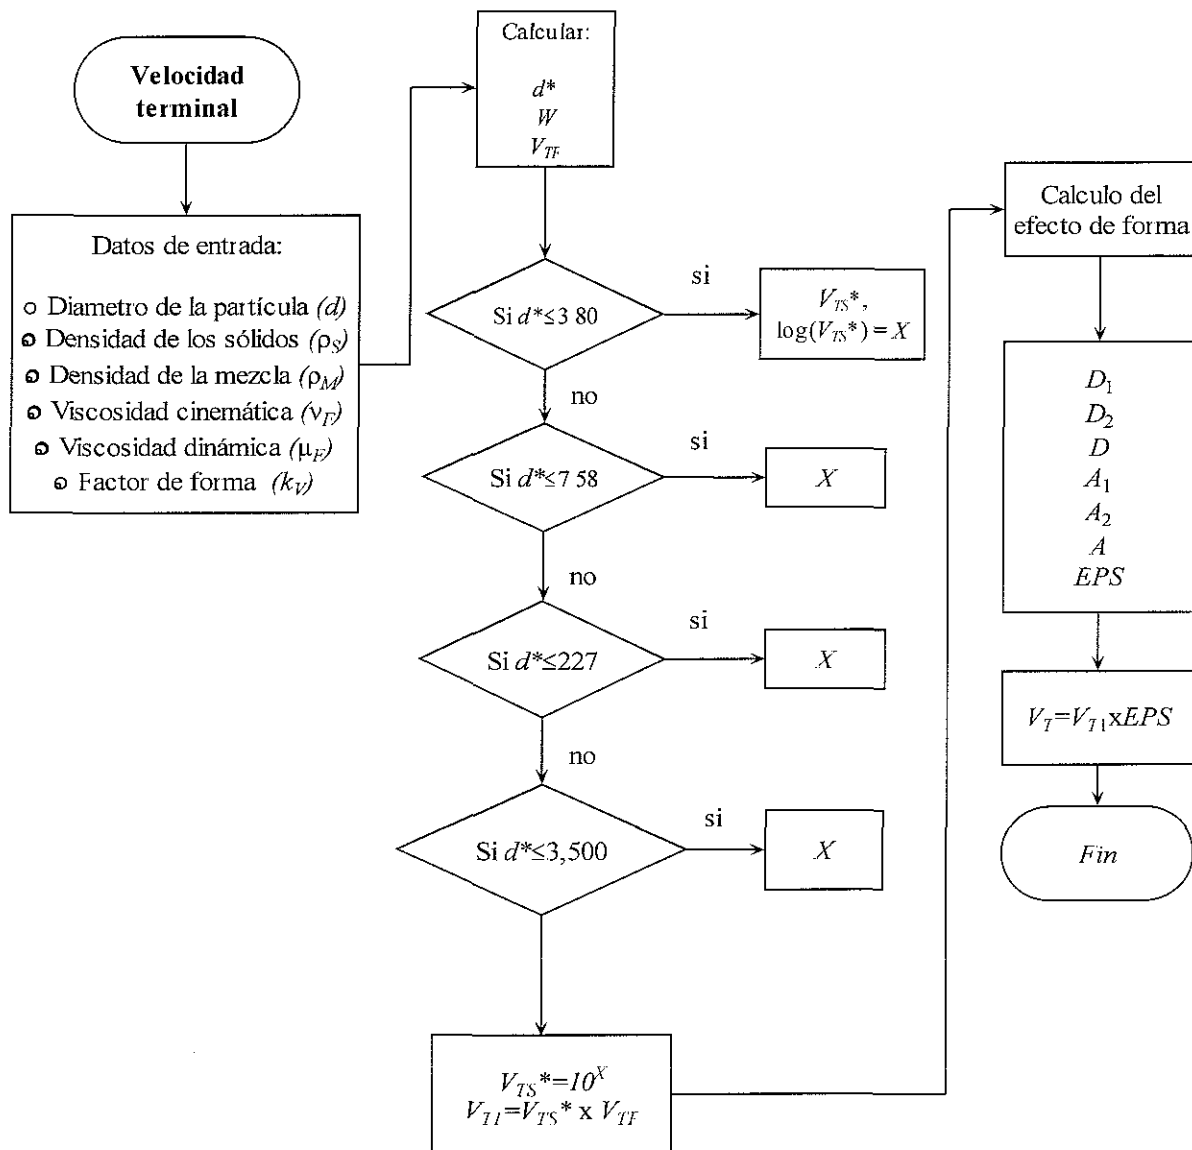 Velocidad
terminal
Datos de entrada:
Diametro de la partícula (d)
Densidad de los sólidos (ρS)
Densidad de la mezcla (ρM)
Viscosidad cinemática (νF)
Viscosidad dinámica (μF)
Factor de forma (kV)
Calcular:
d*
W
VTF
Si d*≤3 80
si
VTS*,
log(VTS*) = X
no
Si d*≤7 58
si
X
no
Si d*≤227
si
X
no
Si d*≤3,500
si
X
VTS*=10^X
VT1=VTS* x VTF
Calculo del
efecto de forma
D1
D2
D
A1
A2
A
EPS
VT=VT1xEPS
Fin